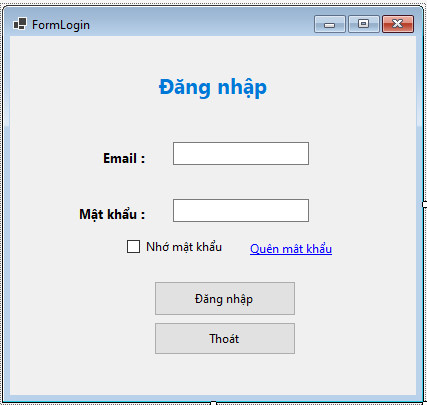 FormLogin
Đăng nhập
Email :
Mật khẩu :
Nhớ mật khẩu Quên mật khẩu
Đăng nhập
Thoát